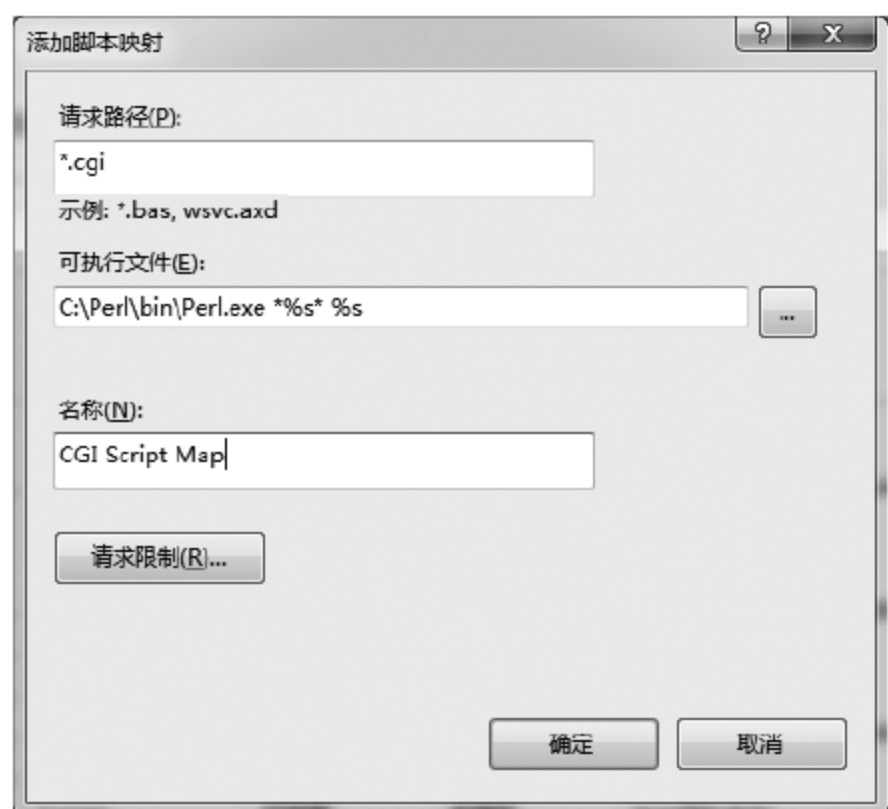 添加脚本映射
请求路径(P):
*.cgi
示例: *.bas, wsvc.axd
可执行文件(E):
C:\Perl\bin\Perl.exe *%s* %s
...
名称(N):
CGI Script Map
请求限制(R)...
确定
取消